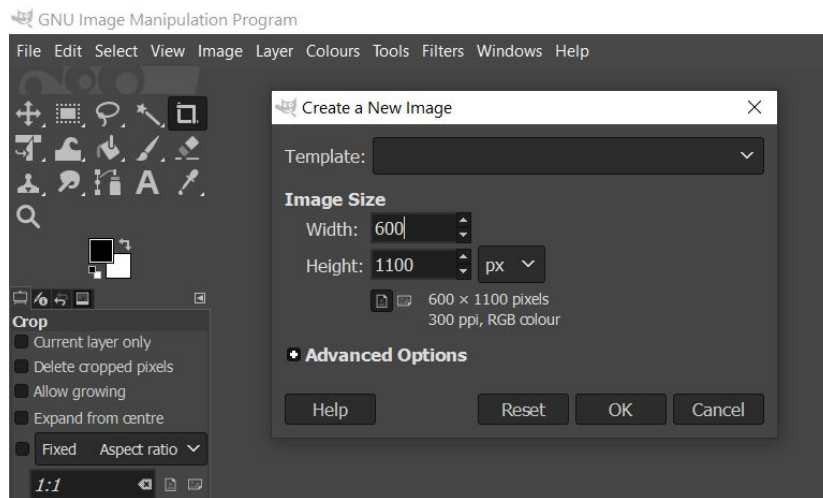 GNU Image Manipulation Program
File Edit Select View Image Layer Colours Tools Filters Windows Help
Create a New Image
Template:
Image Size
Width: 600
Height: 1100 px
600 × 1100 pixels
300 ppi, RGB colour
Advanced Options
Help Reset OK Cancel
Crop
Current layer only
Delete cropped pixels
Allow growing
Expand from centre
Fixed Aspect ratio
1:1